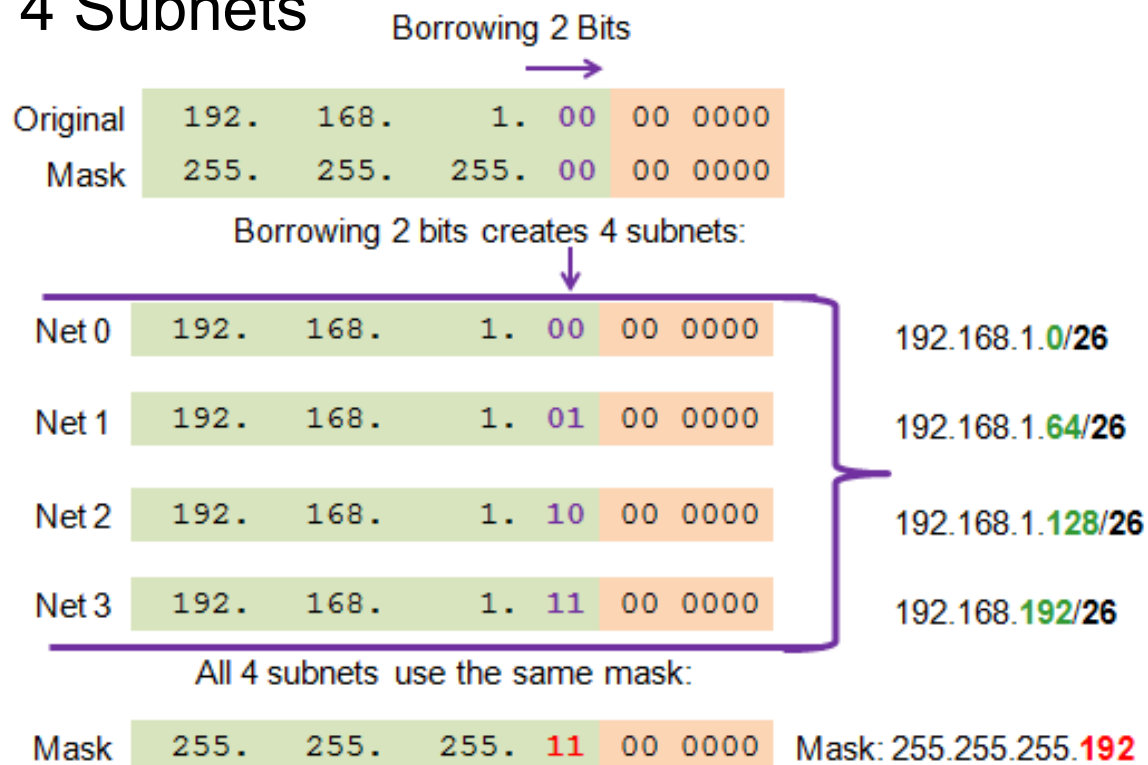 4 Subnets
Borrowing 2 Bits
Original 192. 168. 1. 00 00 0000
Mask 255. 255. 255. 00 00 0000
Borrowing 2 bits creates 4 subnets:
Net 0 192. 168. 1. 00 00 0000 192.168.1.0/26
Net 1 192. 168. 1. 01 00 0000 192.168.1.64/26
Net 2 192. 168. 1. 10 00 0000 192.168.1.128/26
Net 3 192. 168. 1. 11 00 0000 192.168.192/26
All 4 subnets use the same mask:
Mask 255. 255. 255. 11 00 0000 Mask: 255.255.255.192